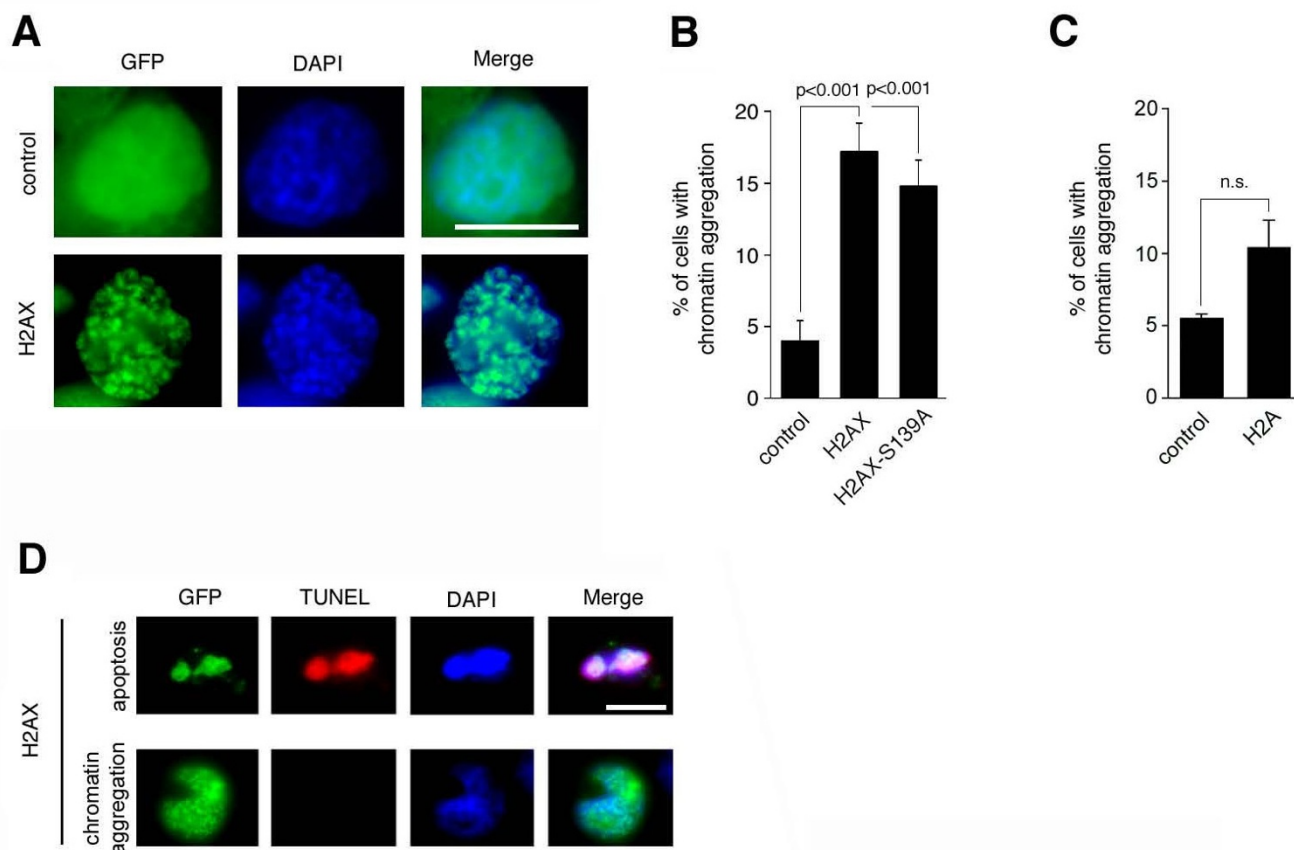 A
GFP DAPI Merge
control
H2AX
B
p<0.001 p<0.001
% of cells with
chromatin aggregation
20
15
10
5
0
control
H2AX
H2AX-S139A
C
% of cells with
chromatin aggregation
20
15
10
5
0
n.s.
control
H2A
D
GFP TUNEL DAPI Merge
H2AX
apoptosis
chromatin
aggregation